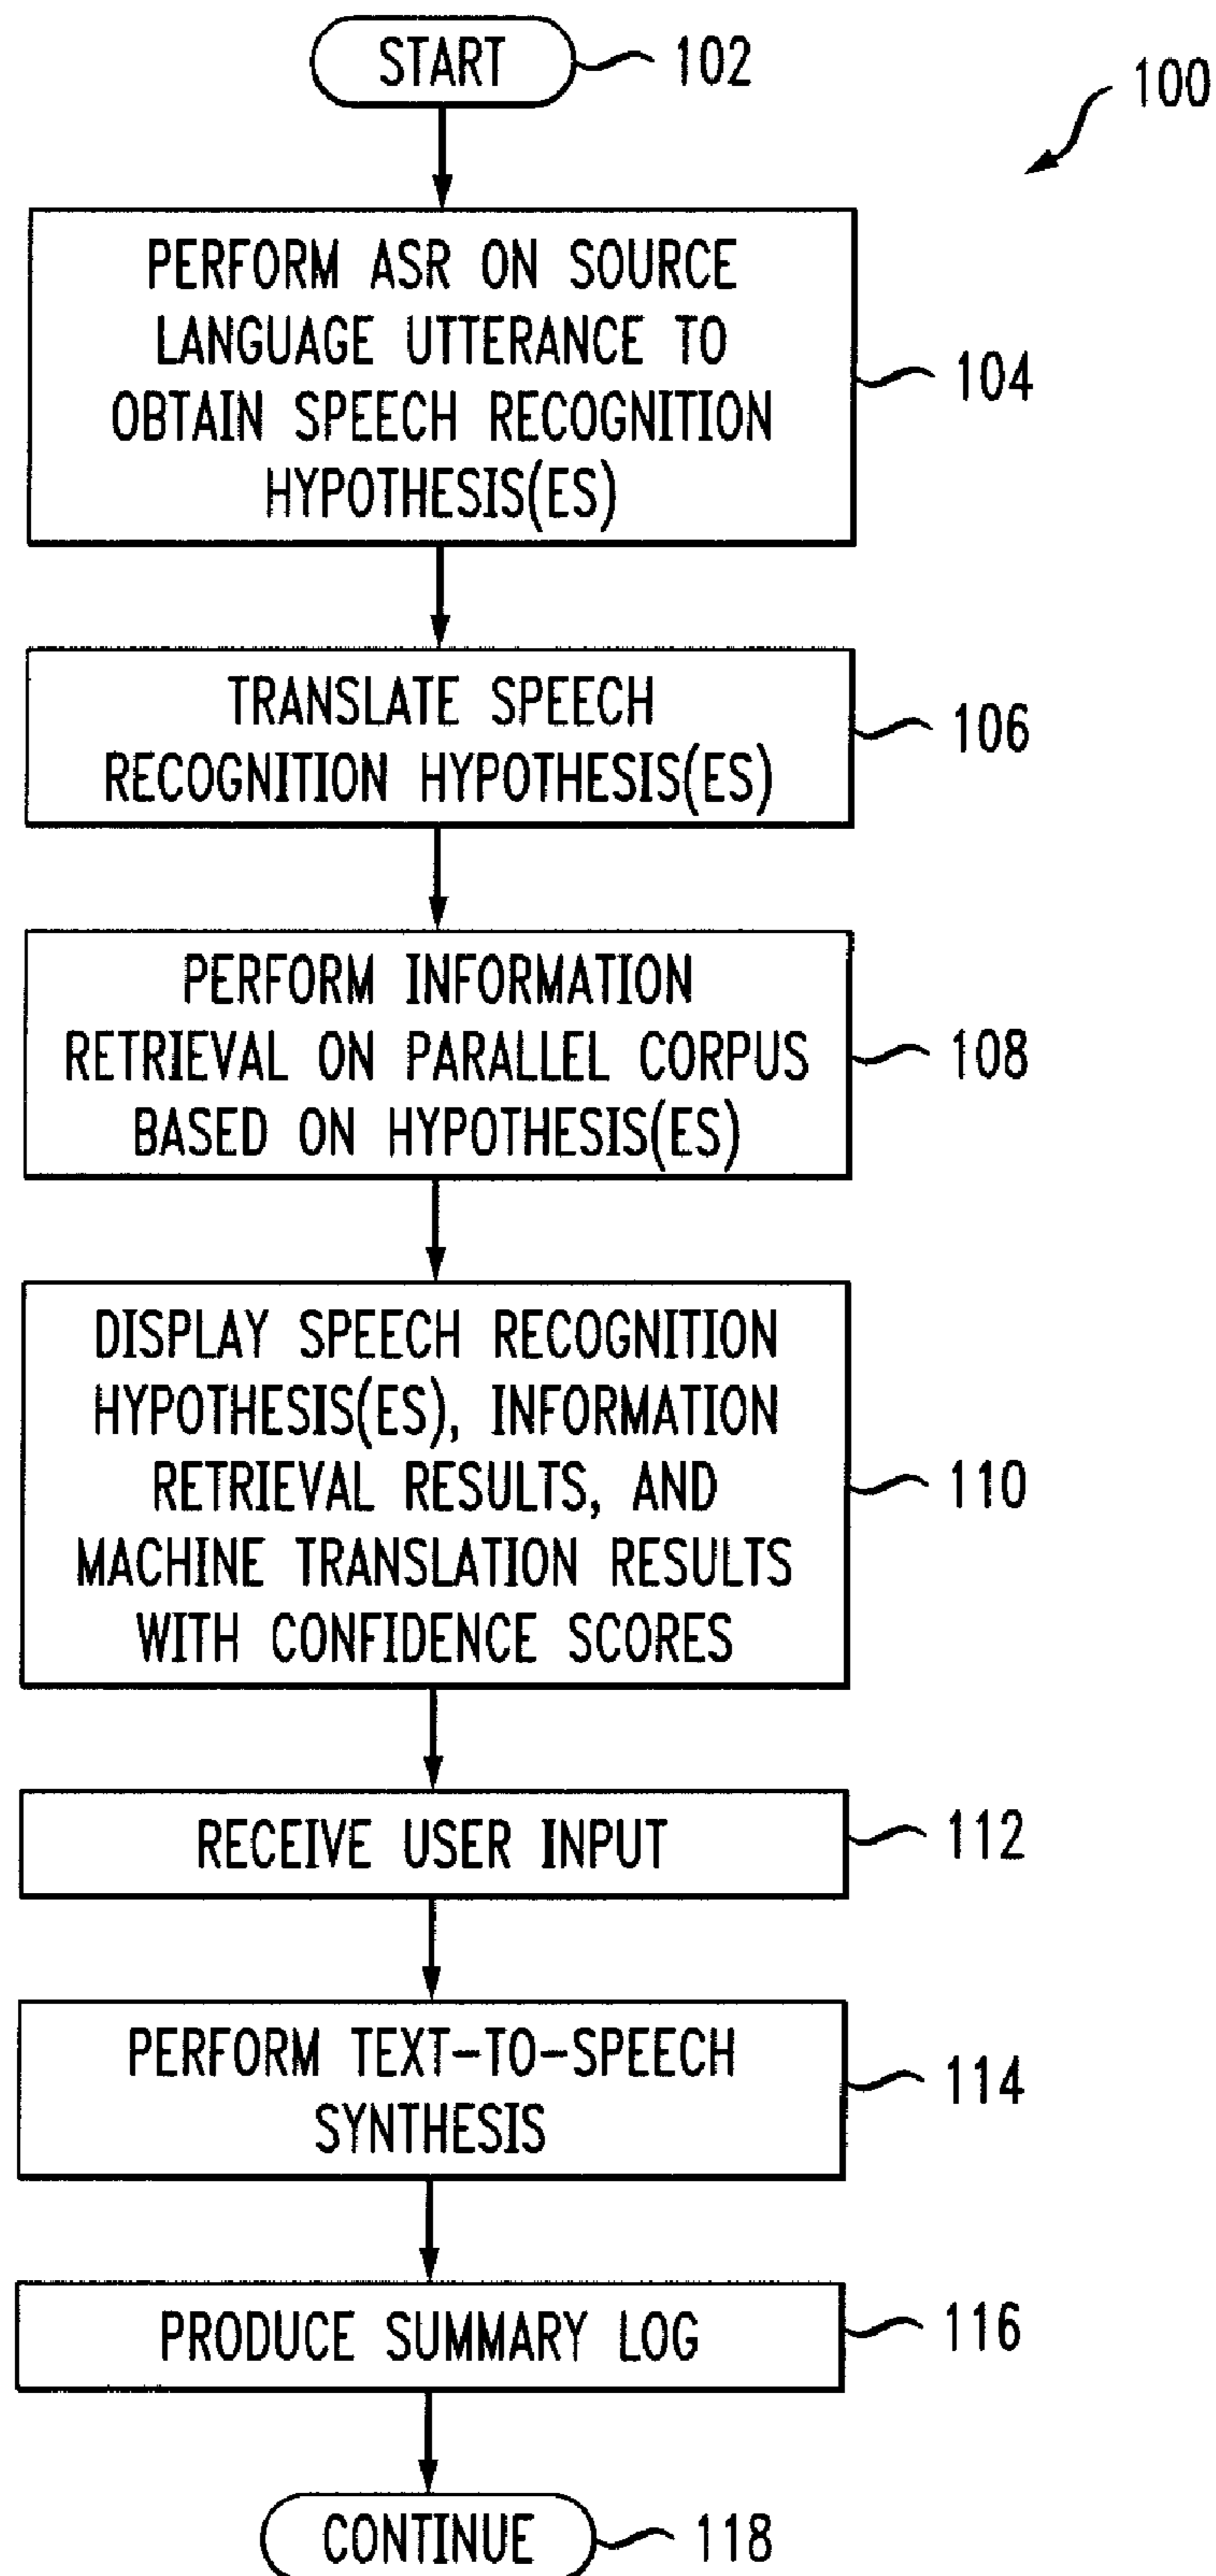 START
102
100
PERFORM ASR ON SOURCE
LANGUAGE UTTERANCE TO
OBTAIN SPEECH RECOGNITION
HYPOTHESIS(ES)
104
TRANSLATE SPEECH
RECOGNITION HYPOTHESIS(ES)
106
PERFORM INFORMATION
RETRIEVAL ON PARALLEL CORPUS
BASED ON HYPOTHESIS(ES)
108
DISPLAY SPEECH RECOGNITION
HYPOTHESIS(ES), INFORMATION
RETRIEVAL RESULTS, AND
MACHINE TRANSLATION RESULTS
WITH CONFIDENCE SCORES
110
RECEIVE USER INPUT
112
PERFORM TEXT-TO-SPEECH
SYNTHESIS
114
PRODUCE SUMMARY LOG
116
CONTINUE
118